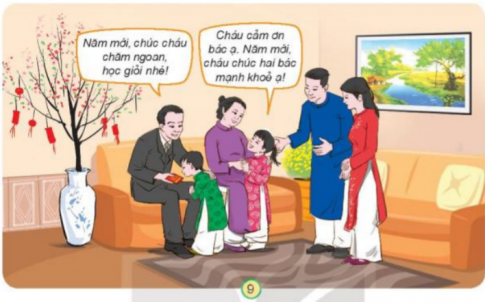 Năm mới, chúc cháu
chăm ngoan,
học giỏi nhé!
Cháu cảm ơn
bác ạ. Năm mới,
cháu chúc hai bác
mạnh khoẻ ạ!
9